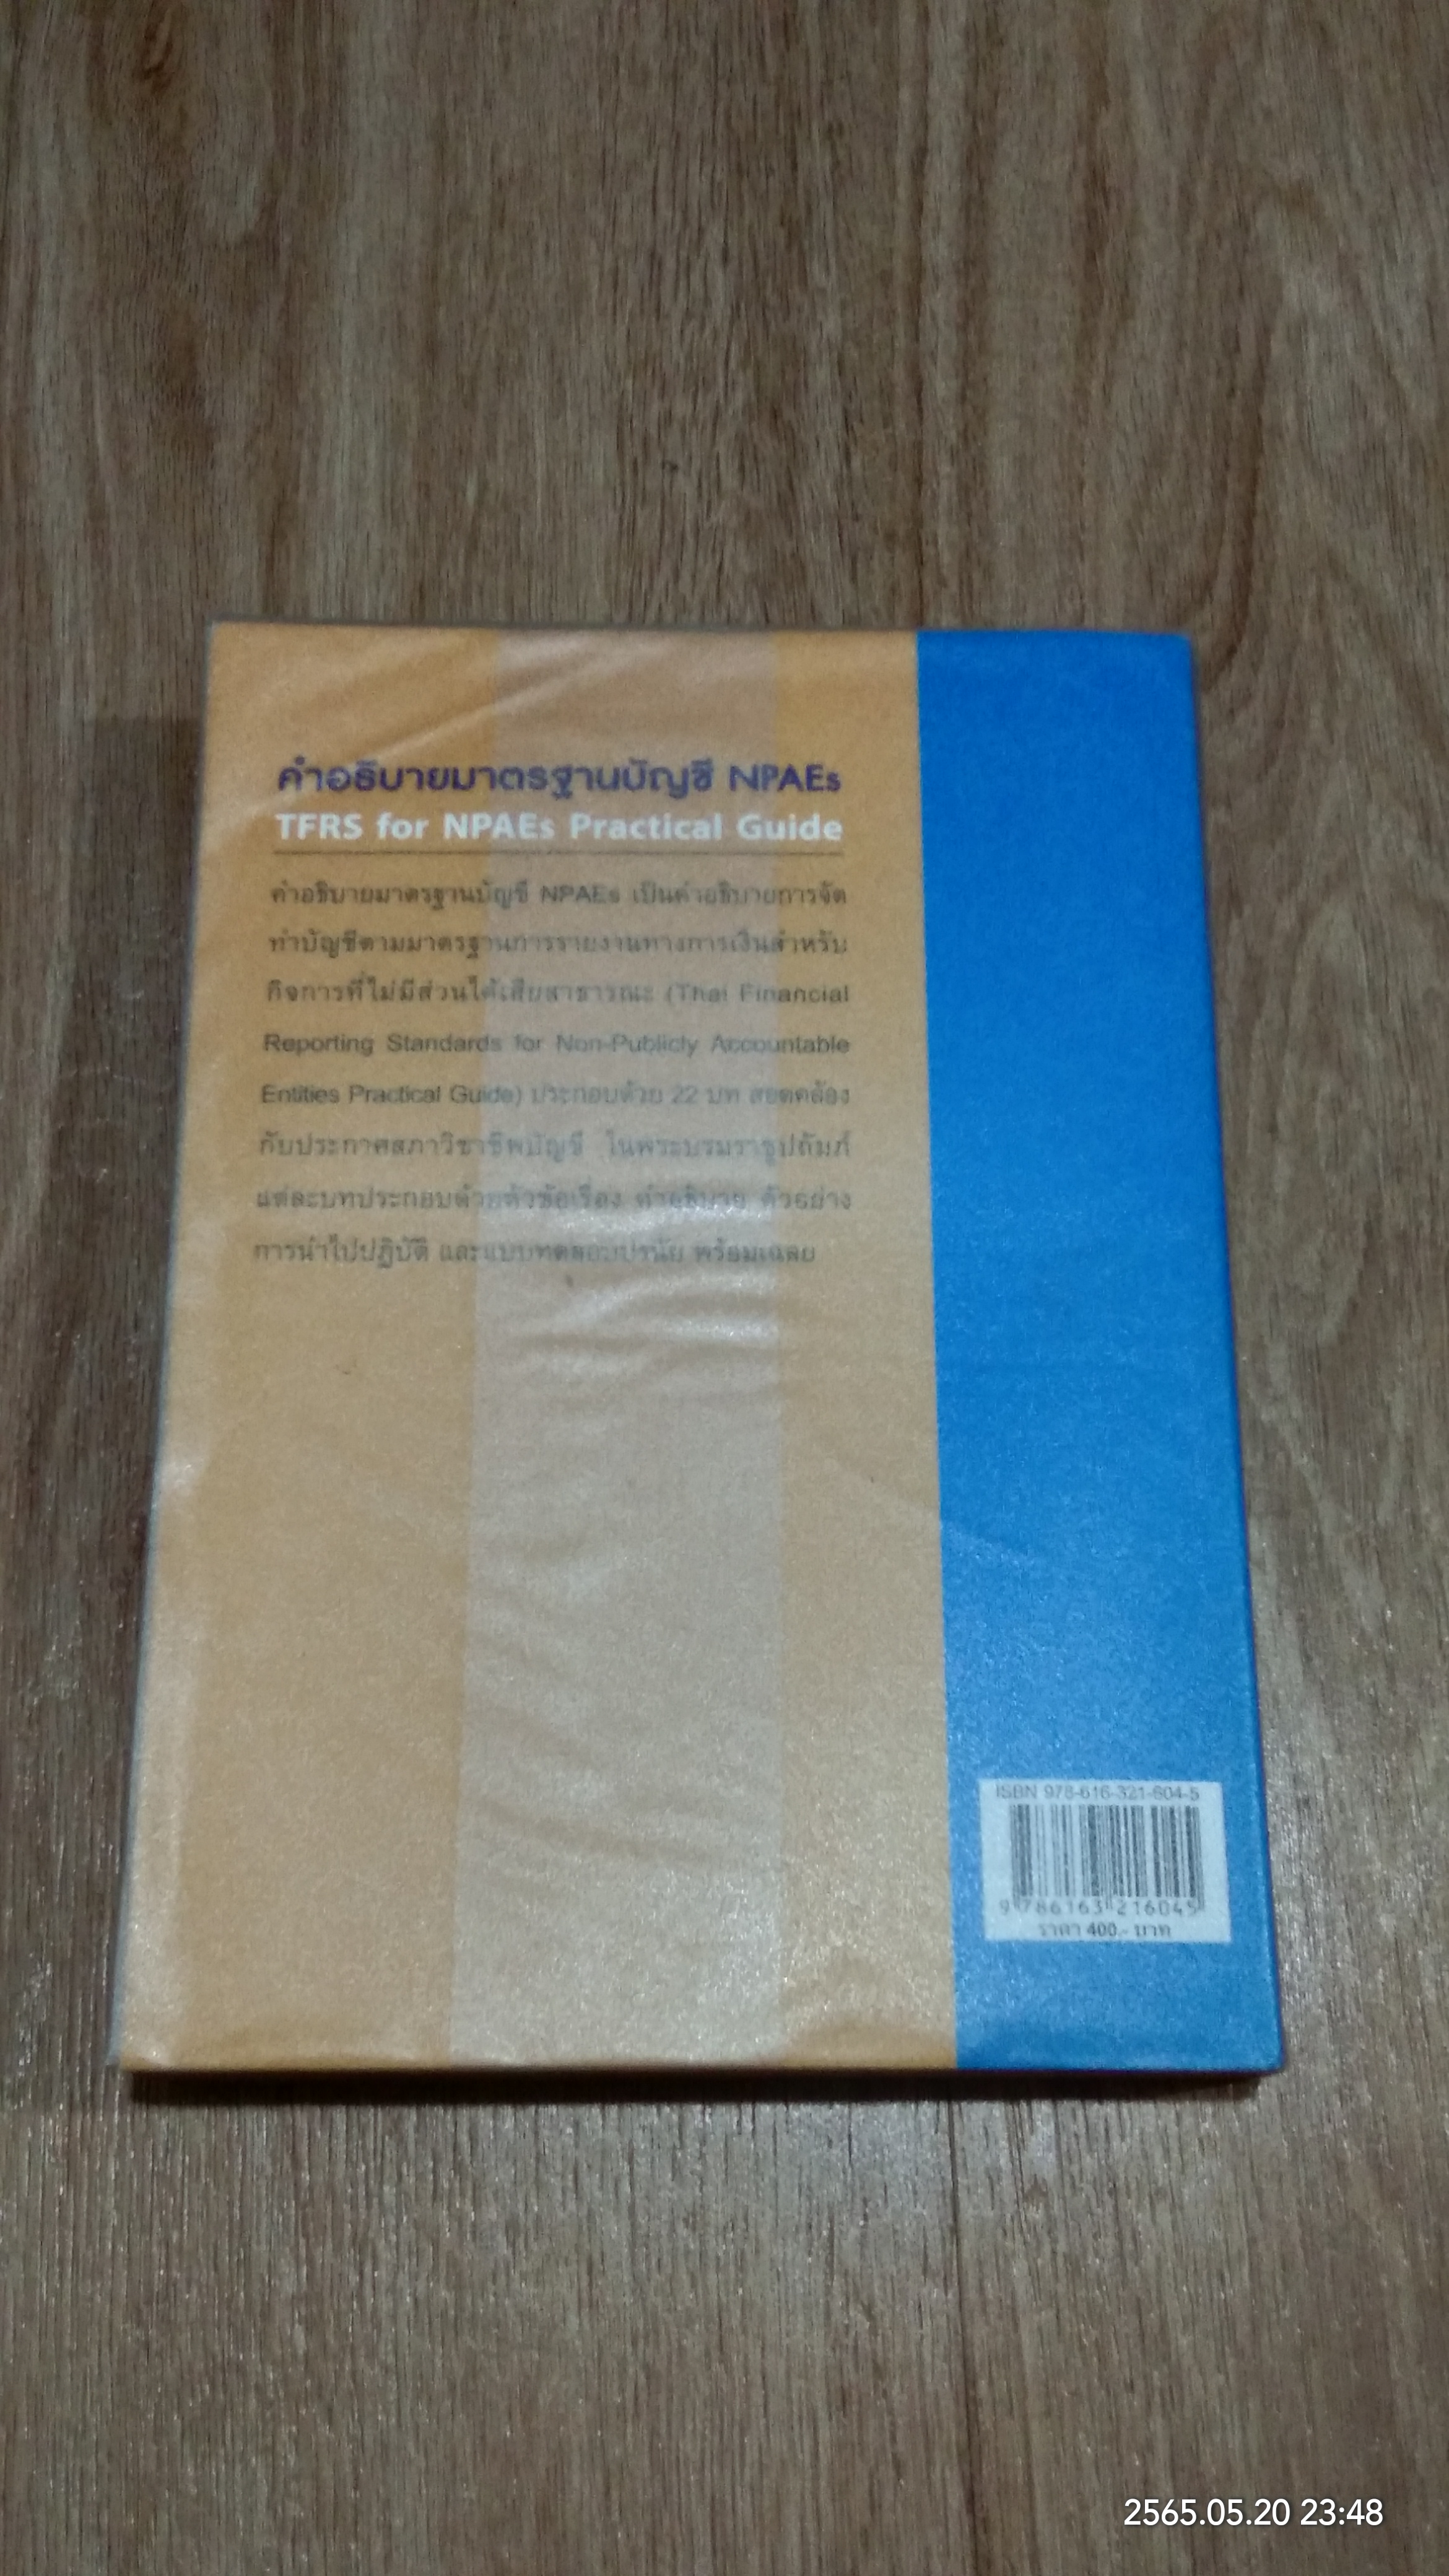 คำอธิบายมาตรฐานบัญชี NPAEs
TFRS for NPAEs Practical Guide
คำอธิบายมาตรฐานบัญชี NPAEs เป็นคำอธิบายการจัด
ทำบัญชีตามมาตรฐานการรายงานทางการเงินสำหรับ
กิจการที่ไม่มีส่วนได้เสียสาธารณะ (Thai Financial
Reporting Standards for Non-Publicly Accountable
Entities Practical Guide) ประกอบด้วย 22 บท สอดคล้อง
กับประกาศสภาวิชาชีพบัญชี ในพระบรมราชูปถัมภ์
แต่ละบทประกอบด้วยหัวข้อเรื่อง คำอธิบาย ตัวอย่าง
การนำไปปฏิบัติ และแบบทดสอบปรนัย พร้อมเฉลย
ISBN 978-616-321-604-5
9 786163 216045
ราคา 400.- บาท
2565.05.20 23:48